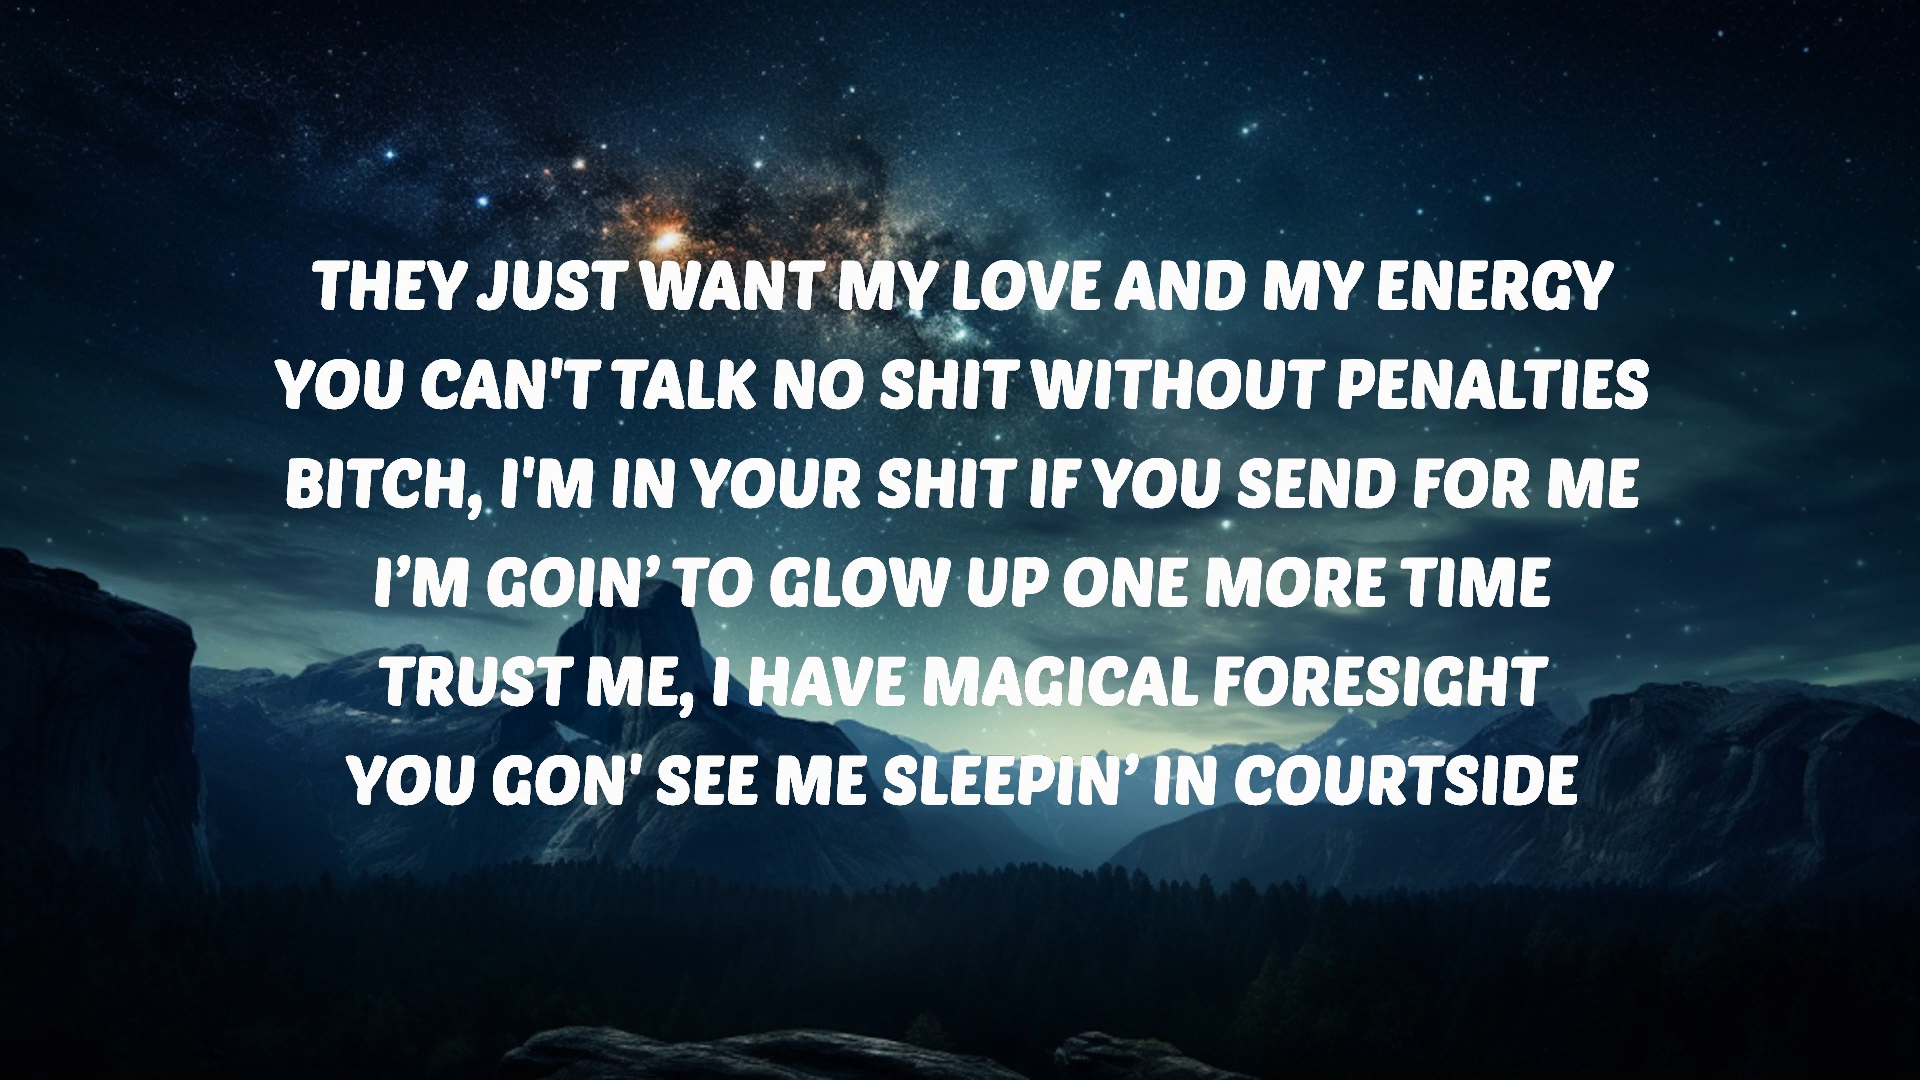 THEY JUST WANT MY LOVE AND MY ENERGY
YOU CAN'T TALK NO SHIT WITHOUT PENALTIES
BITCH, I'M IN YOUR SHIT IF YOU SEND FOR ME
I’M GOIN’ TO GLOW UP ONE MORE TIME
TRUST ME, I HAVE MAGICAL FORESIGHT
YOU GON' SEE ME SLEEPIN’ IN COURTSIDE